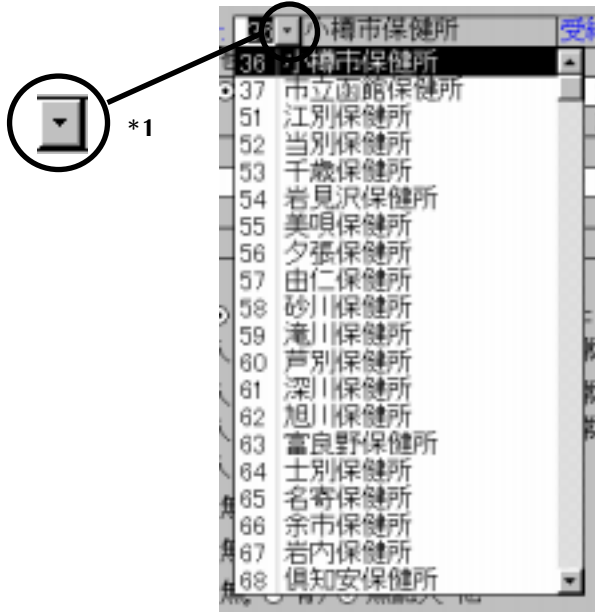 36 小樽市保健所
*1
36 小樽市保健所
37 市立函館保健所
51 江別保健所
52 当別保健所
53 千歳保健所
54 岩見沢保健所
55 美唄保健所
56 夕張保健所
57 由仁保健所
58 砂川保健所
59 滝川保健所
60 芦別保健所
61 深川保健所
62 旭川保健所
63 富良野保健所
64 士別保健所
65 名寄保健所
66 余市保健所
67 岩内保健所
68 倶知安保健所